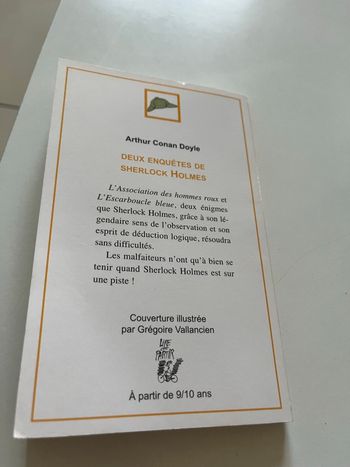 Arthur Conan Doyle
DEUX ENQUÊTES DE
SHERLOCK HOLMES
L'Association des hommes roux et
L'Escarboucle bleue, deux énigmes
que Sherlock Holmes, grâce à son lé-
gendaire sens de l'observation et son
esprit de déduction logique, résoudra
sans difficultés.
Les malfaiteurs n'ont qu'à bien se
tenir quand Sherlock Holmes est sur
une piste !
Couverture illustrée
par Grégoire Vallancien
LIRE
POUR
PARTIR
À partir de 9/10 ans